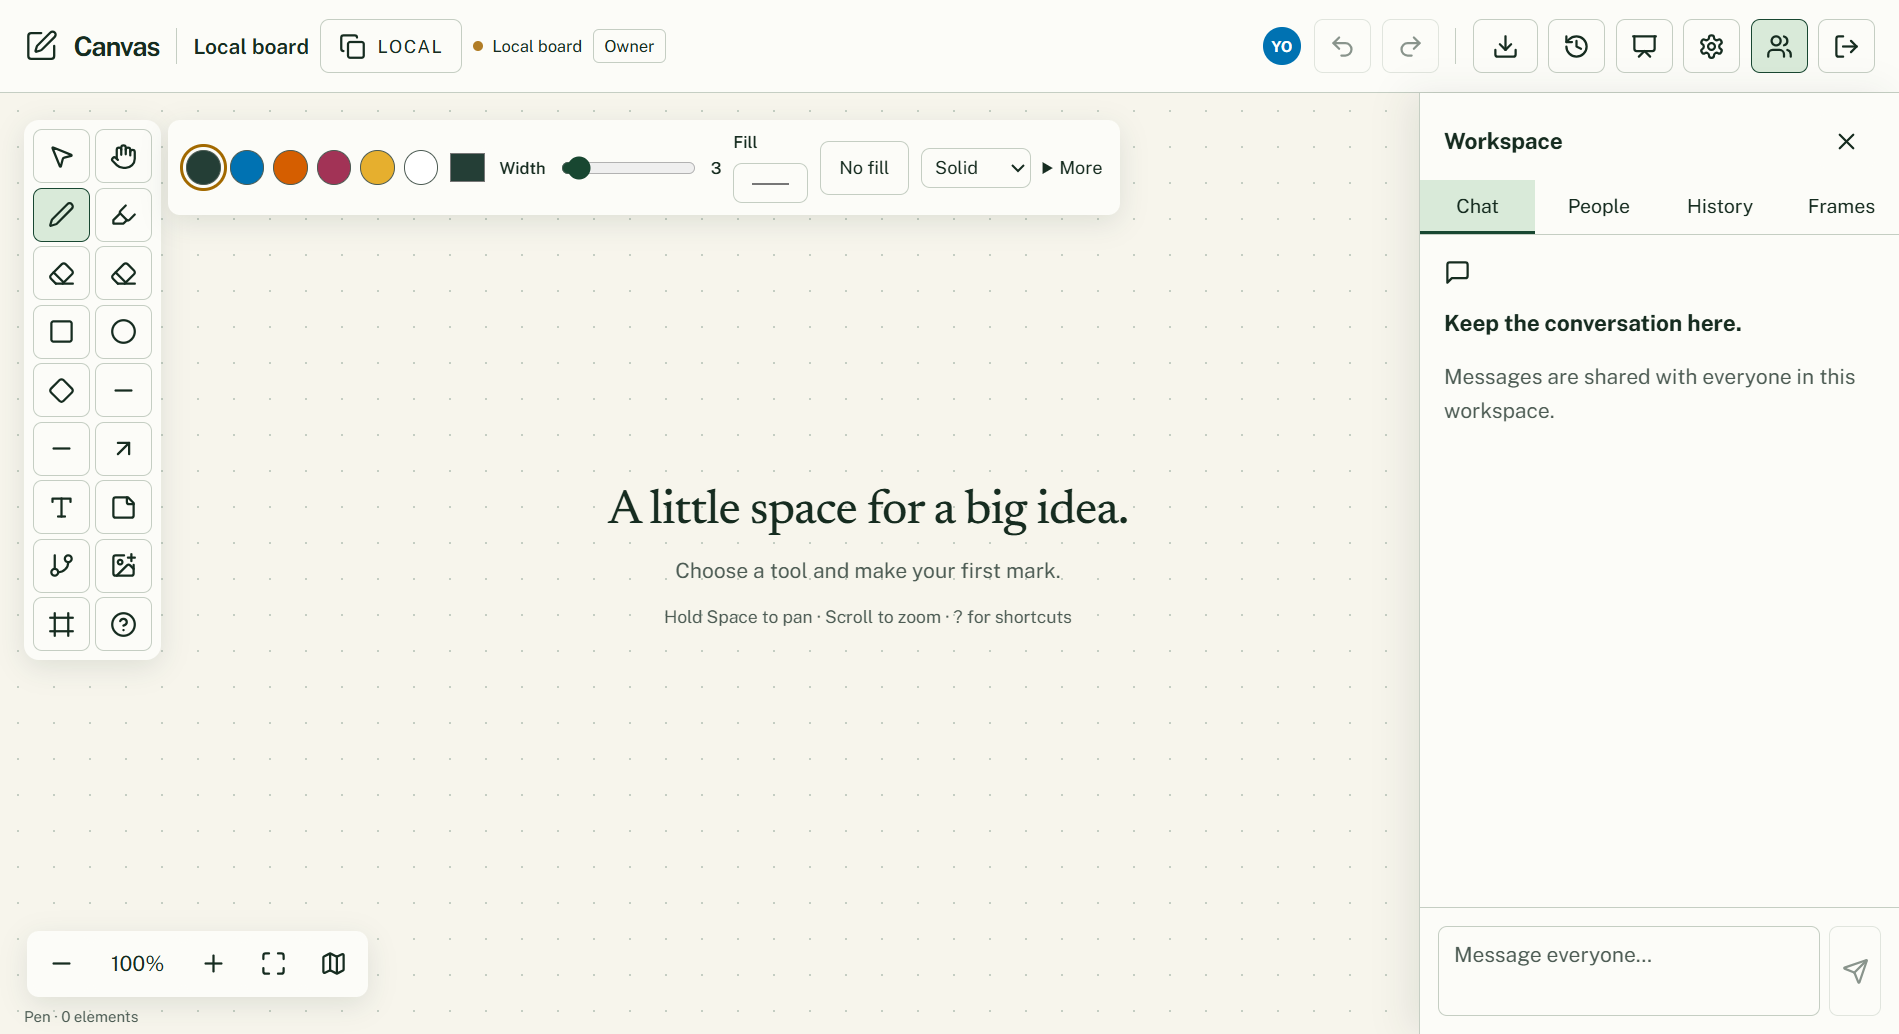 Canvas
Local board
LOCAL
Local board
Owner
YO
Width
3
Fill
No fill
Solid
More
A little space for a big idea.
Choose a tool and make your first mark.
Hold Space to pan · Scroll to zoom · ? for shortcuts
100%
Pen · 0 elements
Workspace
Chat
People
History
Frames
Keep the conversation here.
Messages are shared with everyone in this
workspace.
Message everyone...